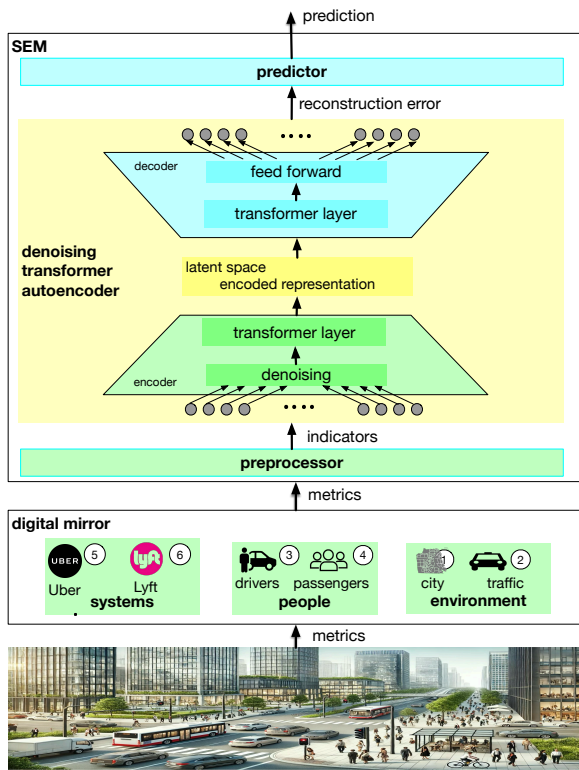 prediction
SEM
predictor
reconstruction error
decoder
feed forward
transformer layer
denoising
transformer
autoencoder
latent space
encoded representation
transformer layer
denoising
encoder
indicators
preprocessor
metrics
digital mirror
UBER
5
lyft
6
3
4
1
2
Uber
Lyft
drivers
passengers
city
traffic
systems
people
environment
metrics